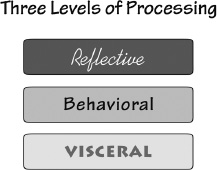 Three Levels of Processing
Reflective
Behavioral
VISCERAL